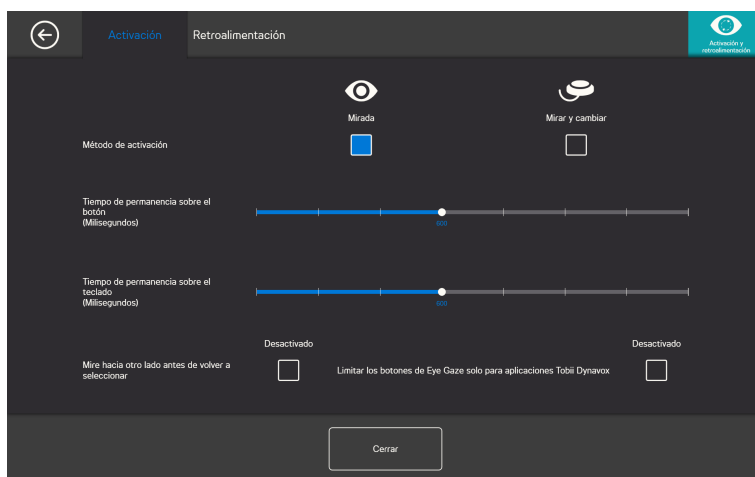 Activación
Retroalimentación
Activación y
retroalimentación
Mirada
Mirar y cambiar
Método de activación
Tiempo de permanencia sobre el
botón
(Milisegundos)
600
Tiempo de permanencia sobre el
teclado
(Milisegundos)
600
Desactivado
Desactivado
Mire hacia otro lado antes de volver a
seleccionar
Limitar los botones de Eye Gaze solo para aplicaciones Tobii Dynavox
Cerrar